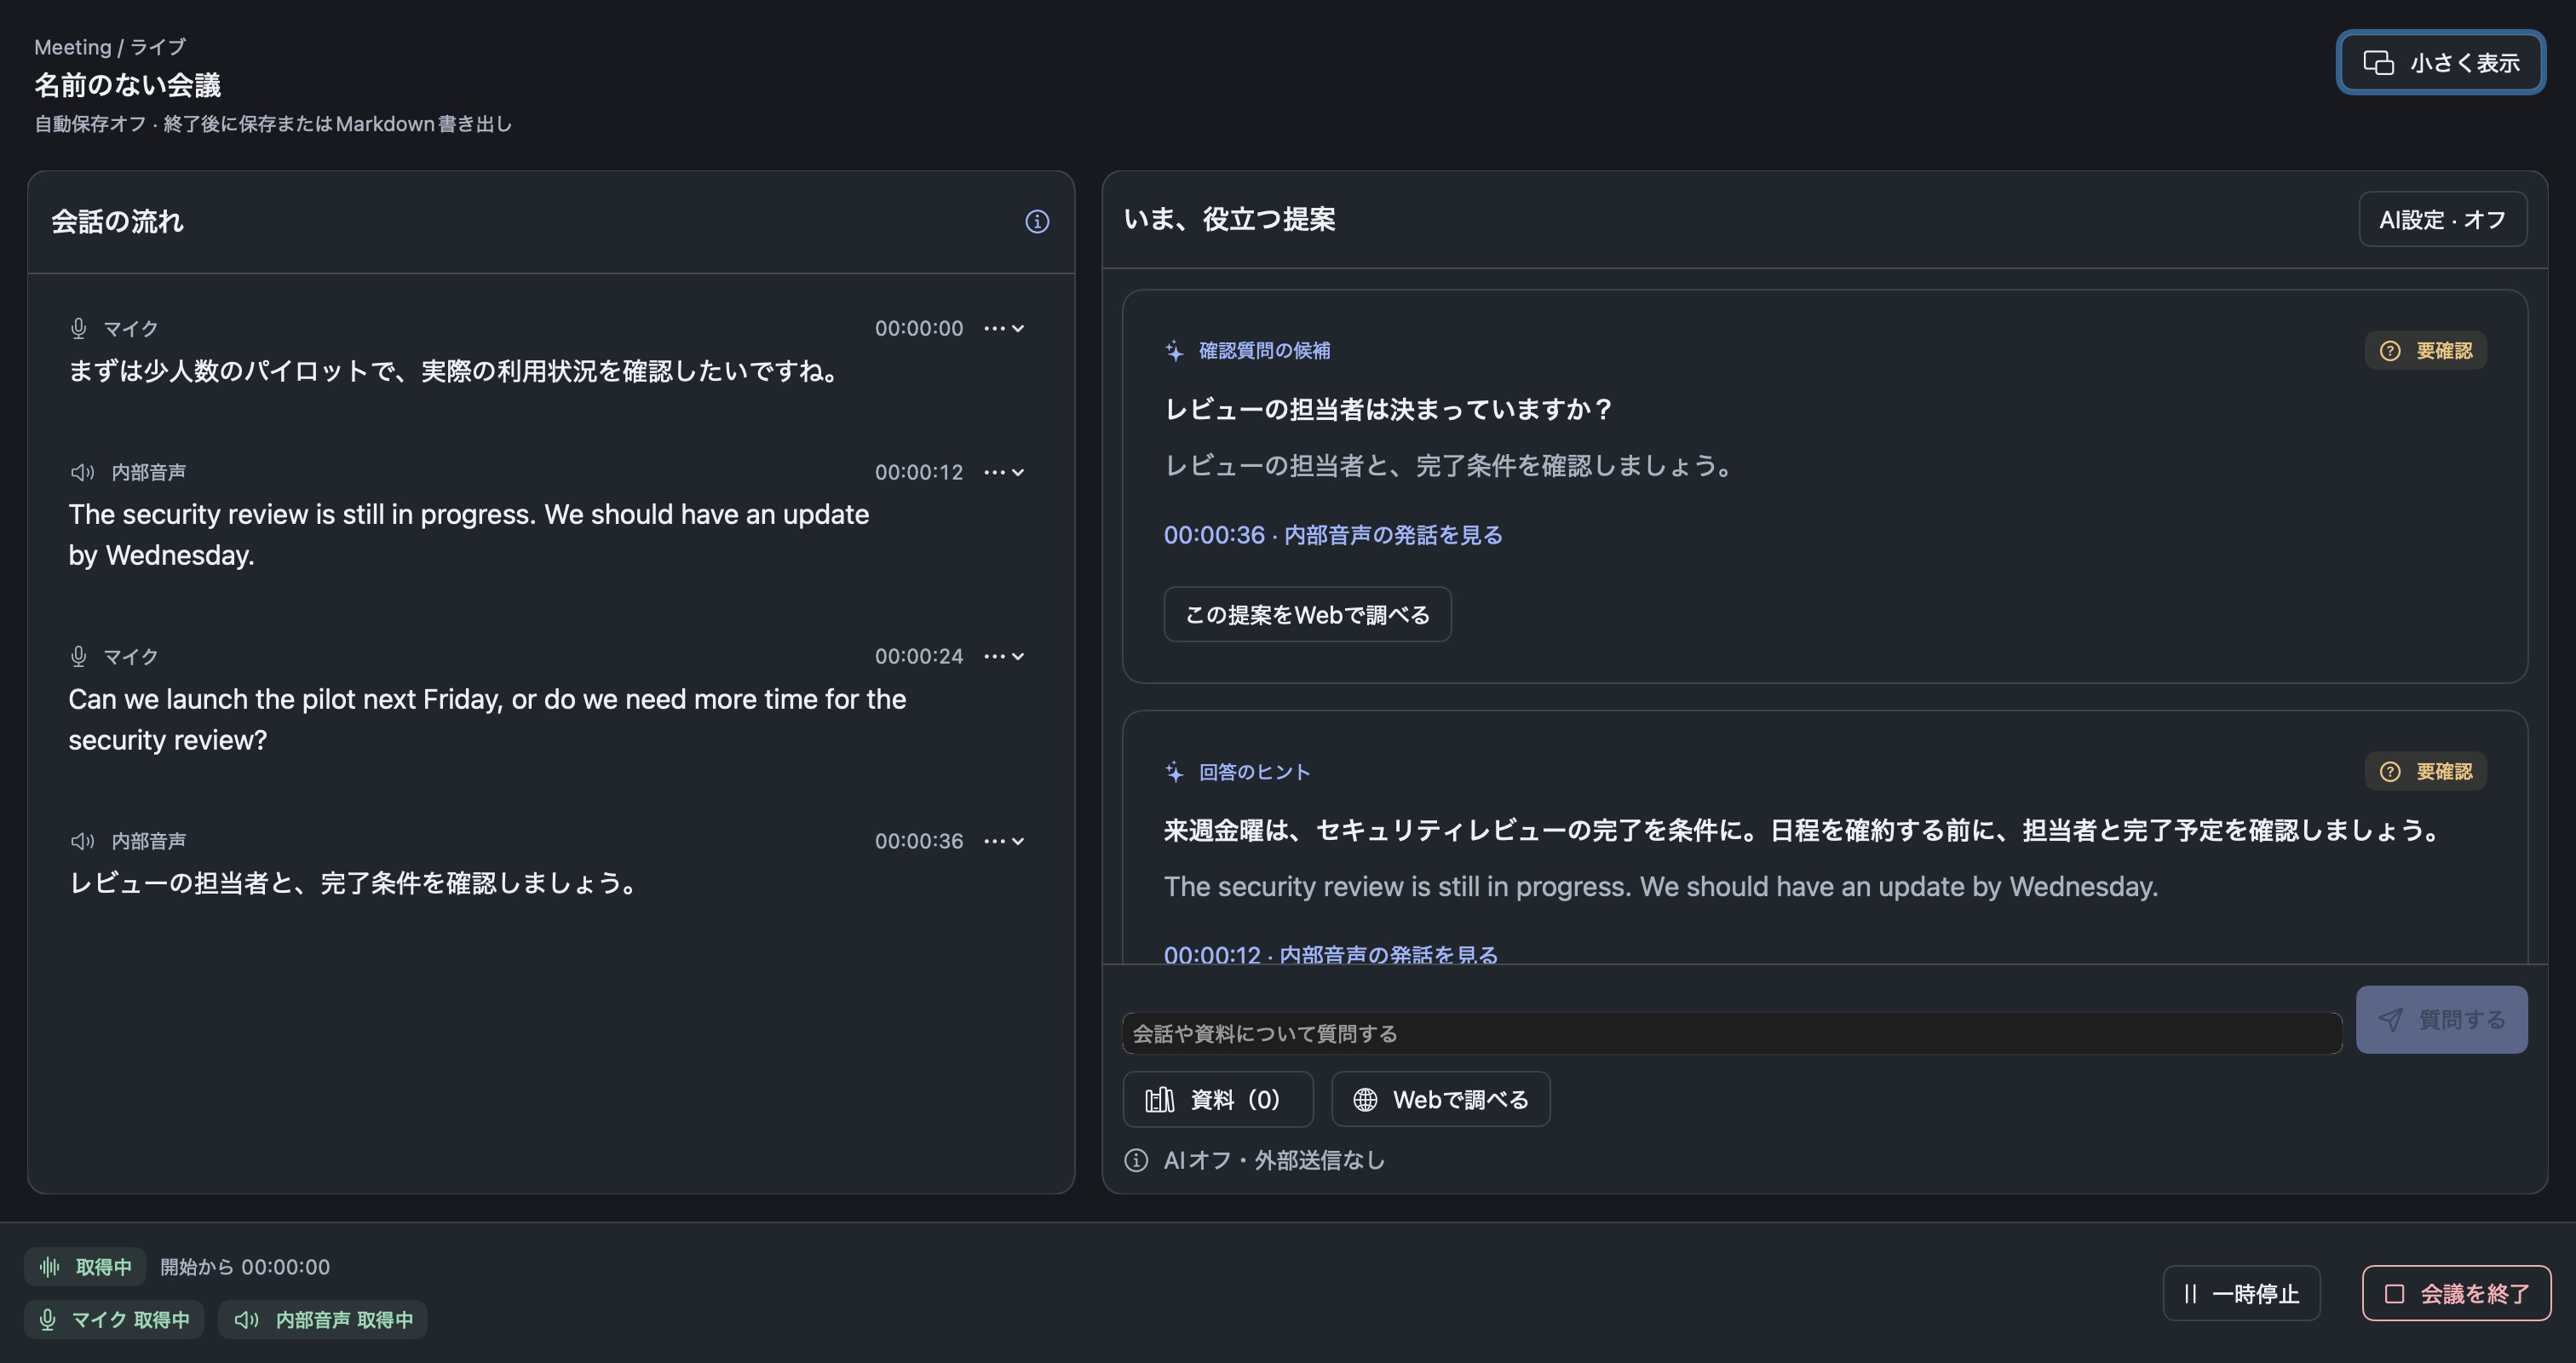 Meeting / ライブ
名前のない会議
自動保存オフ · 終了後に保存またはMarkdown書き出し
小さく表示
会話の流れ
マイク 00:00:00
まずは少人数のパイロットで、実際の利用状況を確認したいですね。
内部音声 00:00:12
The security review is still in progress. We should have an update
by Wednesday.
マイク 00:00:24
Can we launch the pilot next Friday, or do we need more time for the
security review?
内部音声 00:00:36
レビューの担当者と、完了条件を確認しましょう。
いま、役立つ提案
AI設定 · オフ
確認質問の候補
要確認
レビューの担当者は決まっていますか？
レビューの担当者と、完了条件を確認しましょう。
00:00:36 · 内部音声の発話を見る
この提案をWebで調べる
回答のヒント
要確認
来週金曜は、セキュリティレビューの完了を条件に。日程を確約する前に、担当者と完了予定を確認しましょう。
The security review is still in progress. We should have an update by Wednesday.
00:00:12 · 内部音声の発話を見る
会話や資料について質問する
質問する
資料（0）
Webで調べる
AIオフ・外部送信なし
取得中 開始から 00:00:00
マイク 取得中
内部音声 取得中
一時停止
会議を終了